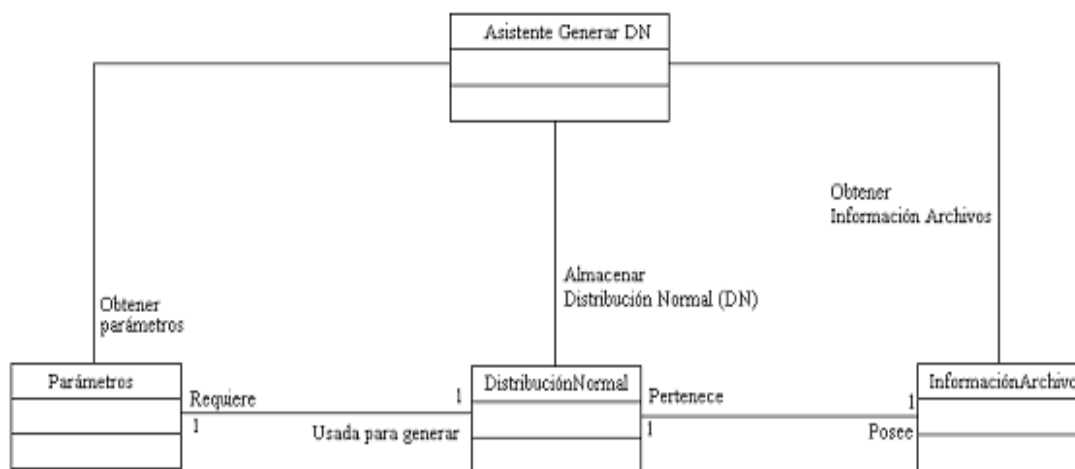 Asistente Generar DN
Obtener
Información Archivos
Almacenar
Distribución Normal (DN)
Obtener
parámetros
Parámetros
DistribuciónNormal
InformaciónArchivo
Requiere
1
1
Usada para generar
Pertenece
1
1
Posee